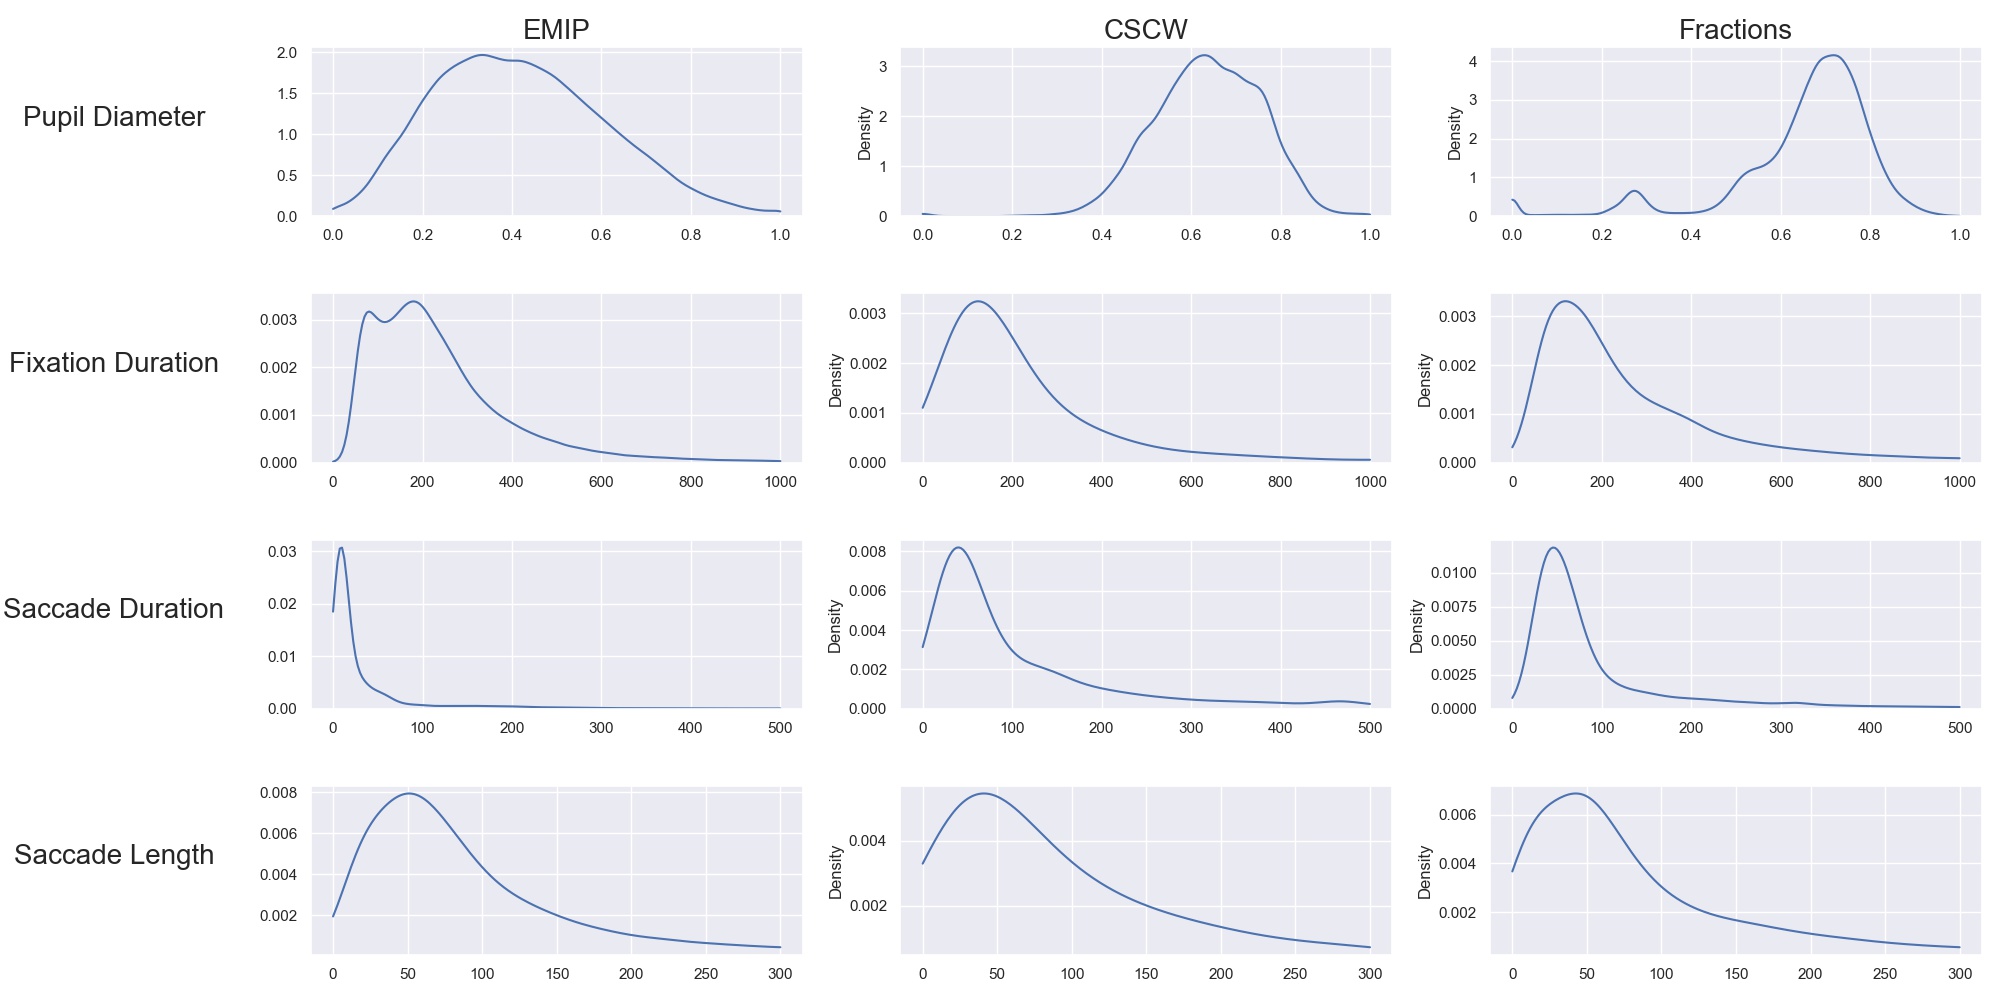 EMIP CSCW Fractions
Pupil Diameter
2.0
1.5
1.0
0.5
0.0
0.0 0.2 0.4 0.6 0.8 1.0
Density
3
2
1
0
0.0 0.2 0.4 0.6 0.8 1.0
Density
4
3
2
1
0
0.0 0.2 0.4 0.6 0.8 1.0
Fixation Duration
0.003
0.002
0.001
0.000
0 200 400 600 800 1000
Density
0.003
0.002
0.001
0.000
0 200 400 600 800 1000
Density
0.003
0.002
0.001
0.000
0 200 400 600 800 1000
Saccade Duration
0.03
0.02
0.01
0.00
0 100 200 300 400 500
Density
0.008
0.006
0.004
0.002
0.000
0 100 200 300 400 500
Density
0.0100
0.0075
0.0050
0.0025
0.0000
0 100 200 300 400 500
Saccade Length
0.008
0.006
0.004
0.002
0 50 100 150 200 250 300
Density
0.004
0.002
0 50 100 150 200 250 300
Density
0.006
0.004
0.002
0 50 100 150 200 250 300